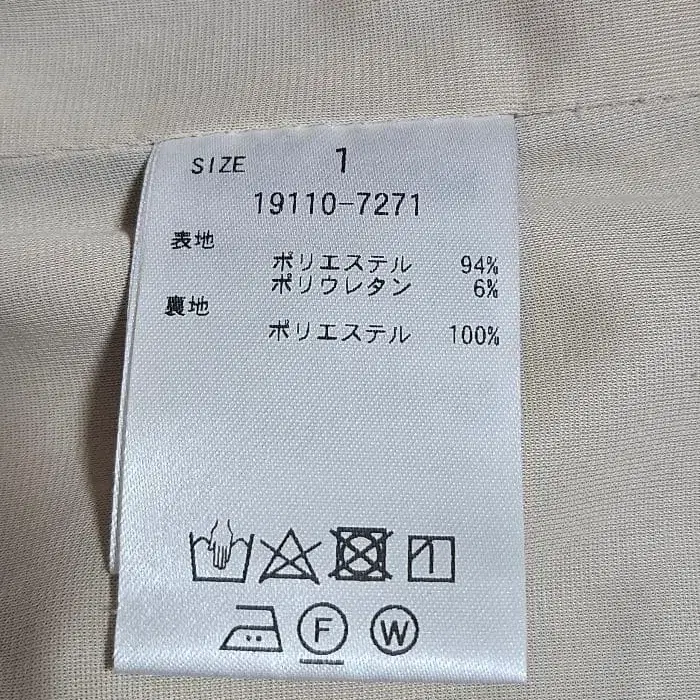 SIZE 1
19110-7271
表地
ポリエステル 94%
ポリウレタン 6%
裏地
ポリエステル 100%
F W